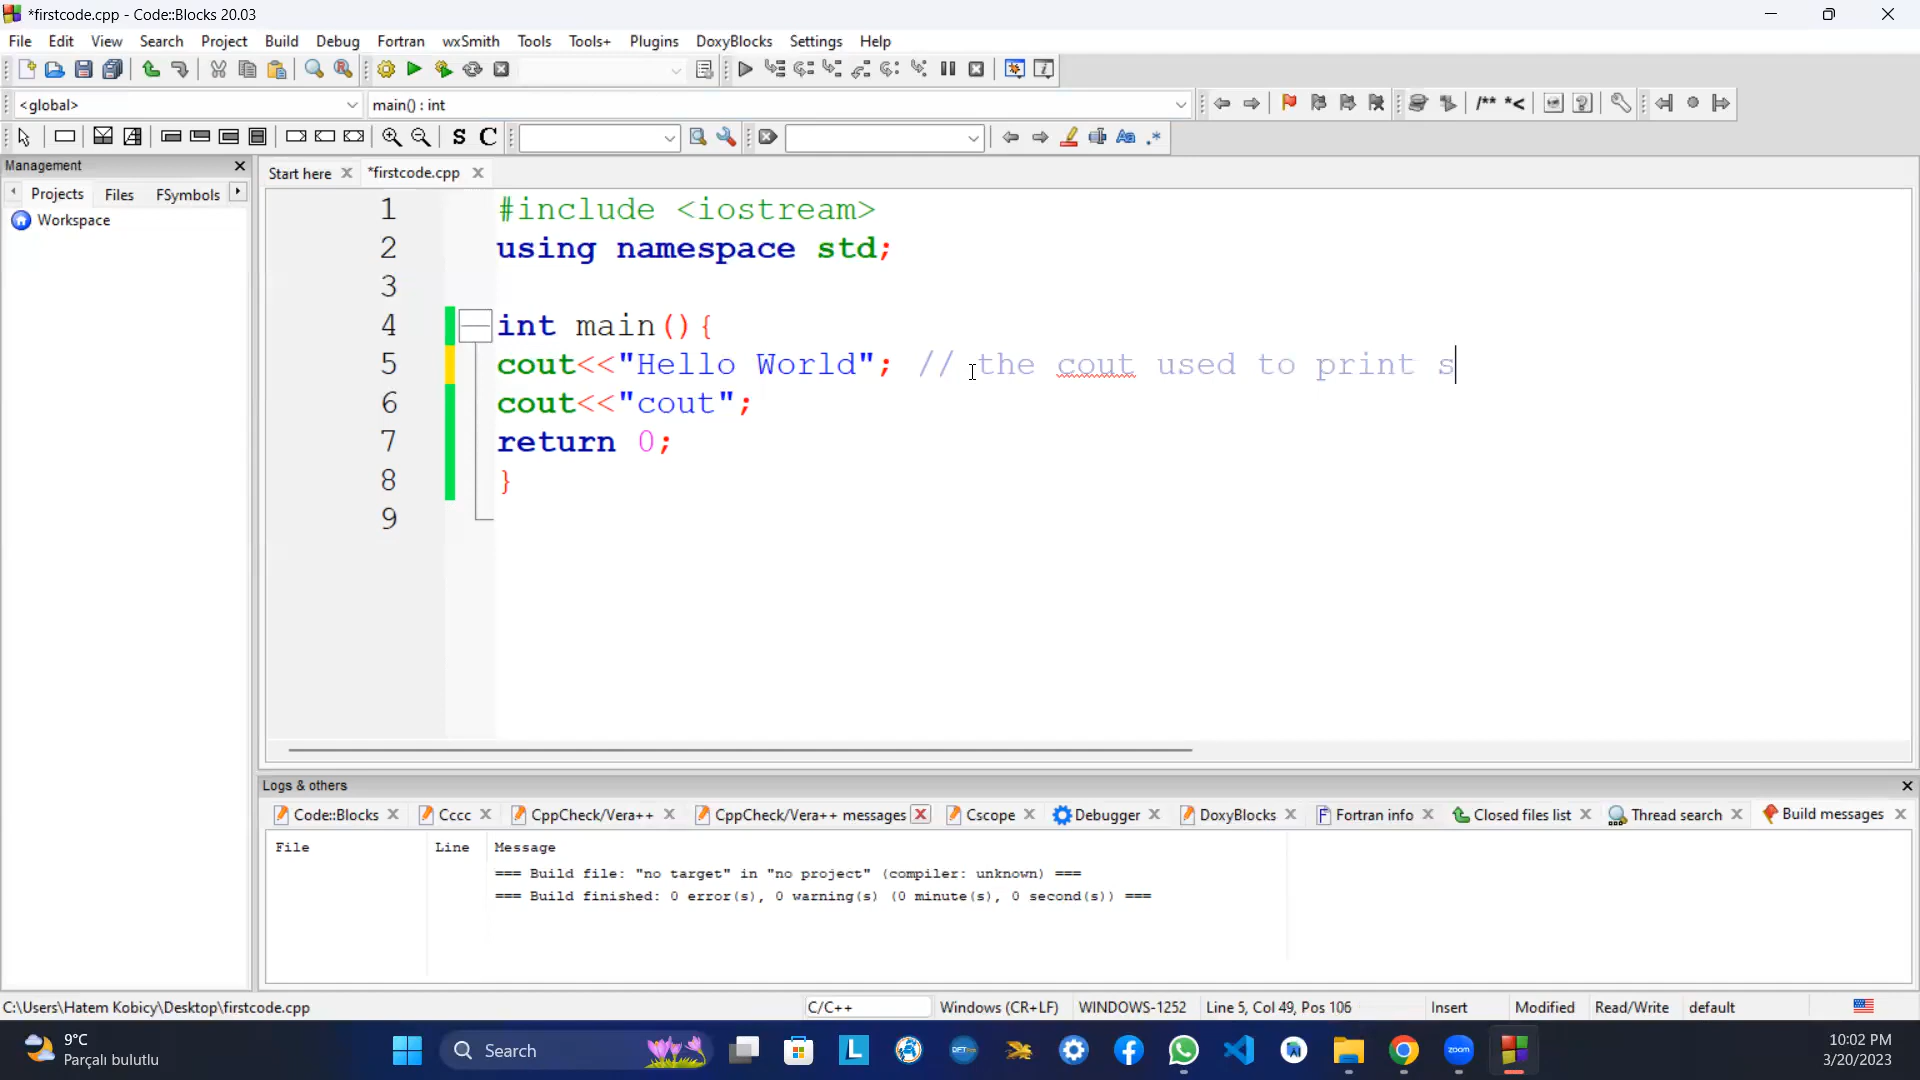 *firstcode.cpp - Code::Blocks 20.03
File Edit View Search Project Build Debug Fortran wxSmith Tools Tools+ Plugins DoxyBlocks Settings Help
<global> main() : int /** *<
S C Aa .*
Management
Projects Files FSymbols
Workspace
Start here *firstcode.cpp
1 #include <iostream>
2 using namespace std;
3
4 int main(){
5 cout<<"Hello World"; // the cout used to print s
6 cout<<"cout";
7 return 0;
8 }
9
Logs & others
Code::Blocks Cccc CppCheck/Vera++ CppCheck/Vera++ messages Cscope Debugger DoxyBlocks Fortran info Closed files list Thread search Build messages
File Line Message
=== Build file: "no target" in "no project" (compiler: unknown) ===
=== Build finished: 0 error(s), 0 warning(s) (0 minute(s), 0 second(s)) ===
C:\Users\Hatem Kobicy\Desktop\firstcode.cpp C/C++ Windows (CR+LF) WINDOWS-1252 Line 5, Col 49, Pos 106 Insert Modified Read/Write default
9°C
Parçalı bulutlu
Search
L
zoom
10:02 PM
3/20/2023